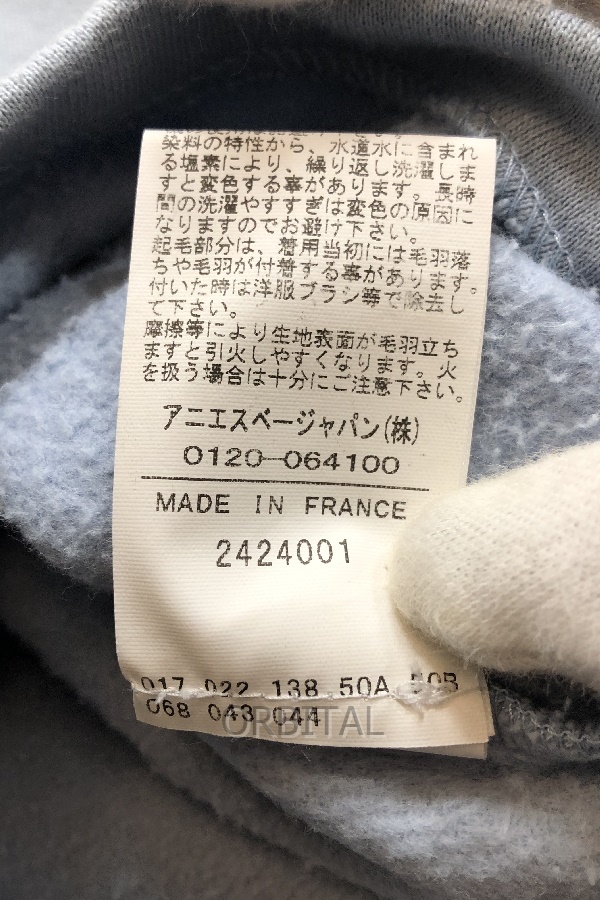 染料の特性から、水道水に含まれ
る塩素により、繰り返し洗濯しま
すと変色する事があります。長時
間の洗濯やすすぎは変色の原因に
なりますのでお避け下さい。
起毛部分は、着用当初には毛羽落
ちや毛羽が付着する事があります。
付いた時は洋服ブラシ等で除去し
て下さい。
摩擦等により生地表面が毛羽立ち
ますと引火しやすくなります。火
を扱う場合は十分にご注意下さい。
アニエスベージャパン(株)
0120-064100
MADE IN FRANCE
2424001
017 022 138 50A 50B
068 043 044
ORBITAL